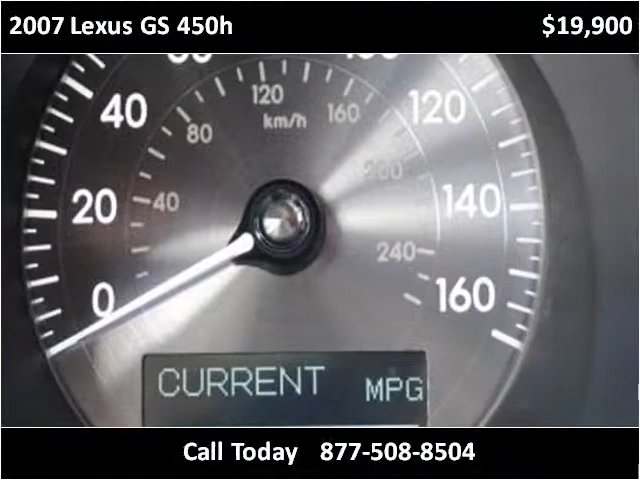 2007 Lexus GS 450h $19,900
40 120 120
km/h
80 160
200
20 40 140
240
0 160
CURRENT MPG
Call Today 877-508-8504